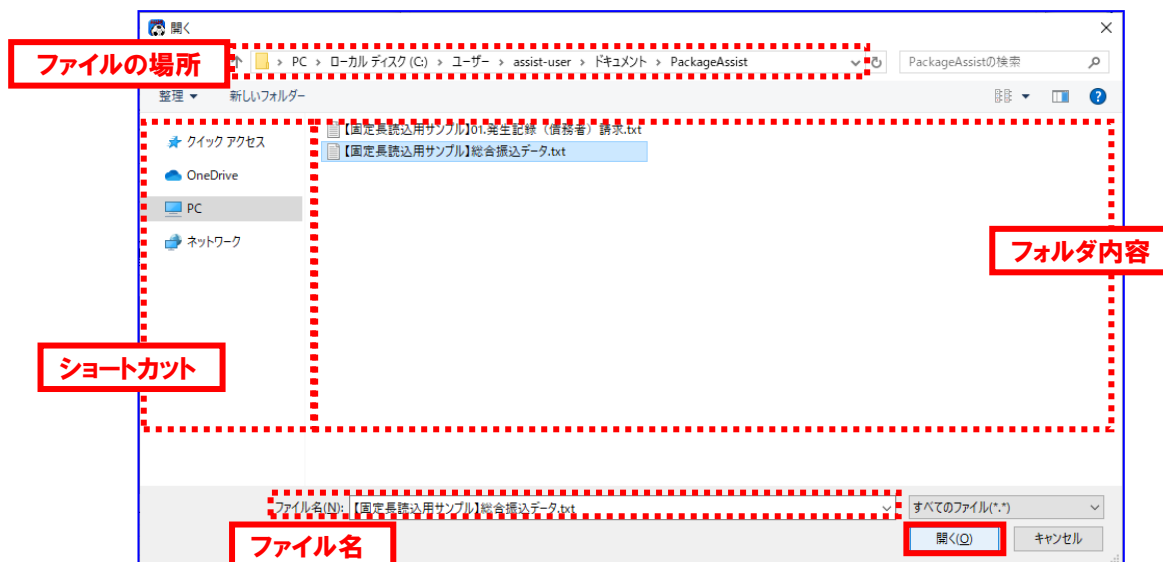 開く
ファイルの場所
PC › ローカル ディスク (C:) › ユーザー › assist-user › ドキュメント › PackageAssist
PackageAssistの検索
整理 ▼ 新しいフォルダー
クイック アクセス
【固定長読込用サンプル】01.発生記録（債務者）請求.txt
【固定長読込用サンプル】総合振込データ.txt
OneDrive
PC
ネットワーク
フォルダ内容
ショートカット
ファイル名(N): 【固定長読込用サンプル】総合振込データ.txt すべてのファイル(*.*)
ファイル名
開く(O) キャンセル